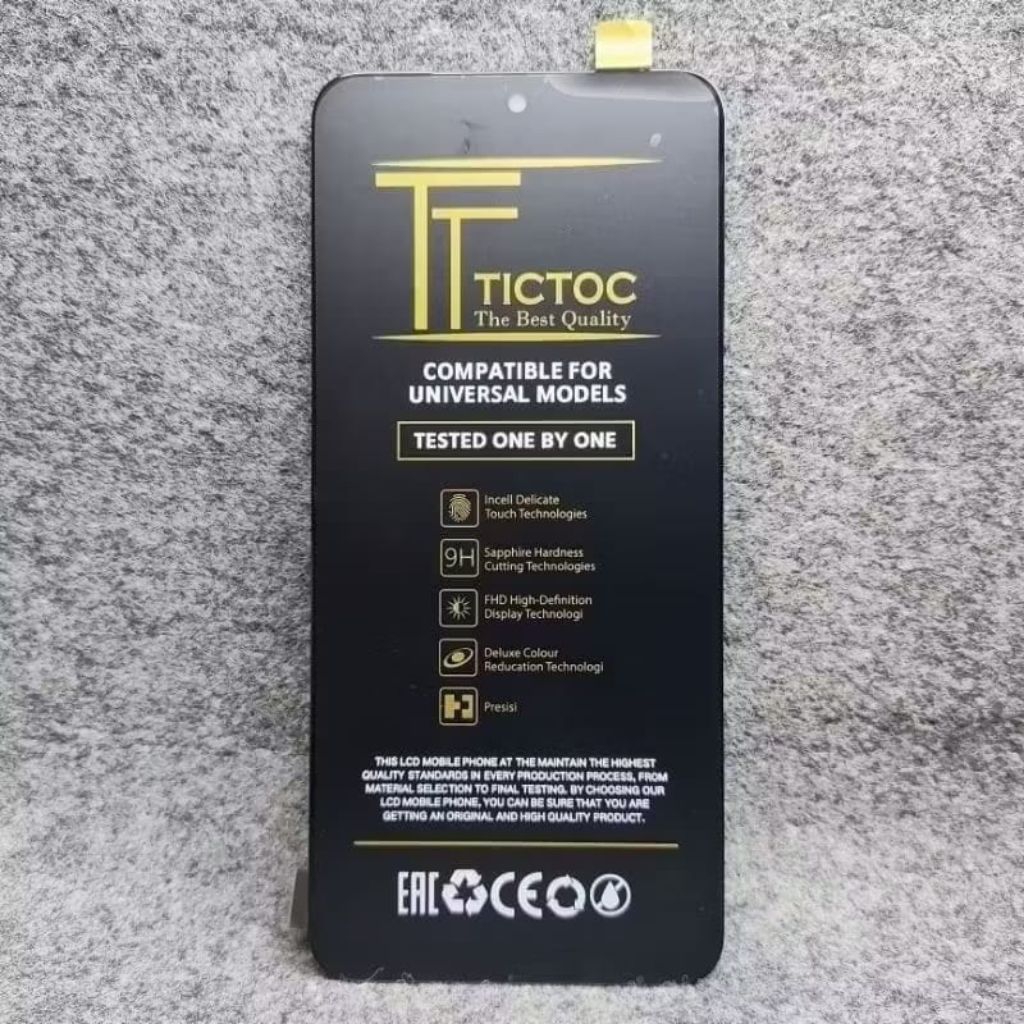 TT
TICTOC
The Best Quality
COMPATIBLE FOR
UNIVERSAL MODELS
TESTED ONE BY ONE
Incell Delicate
Touch Technologies
9H
Sapphire Hardness
Cutting Technologies
FHD High-Definition
Display Technologi
Deluxe Colour
Reducation Technologi
Presisi
THIS LCD MOBILE PHONE AT THE MAINTAIN THE HIGHEST
QUALITY STANDARDS IN EVERY PRODUCTION PROCESS, FROM
MATERIAL SELECTION TO FINAL TESTING. BY CHOOSING OUR
LCD MOBILE PHONE, YOU CAN BE SURE THAT YOU ARE
GETTING AN ORIGINAL AND HIGH QUALITY PRODUCT.
EAC CE